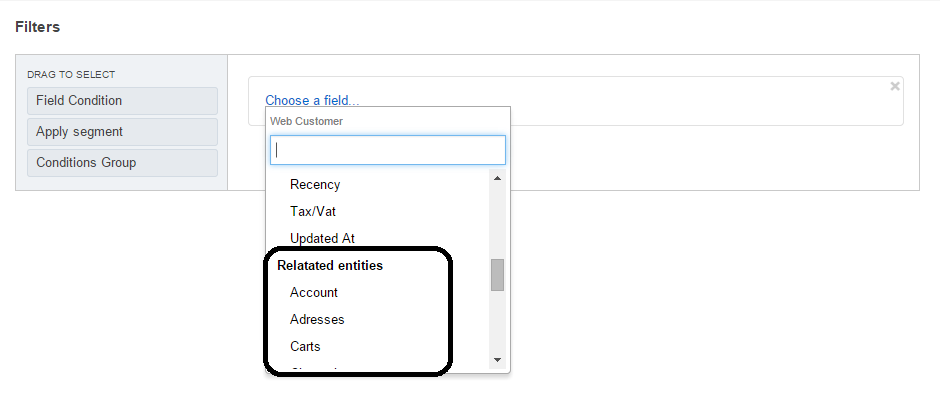 Filters
DRAG TO SELECT
Field Condition
Apply segment
Conditions Group
Choose a field...
Web Customer
Recency
Tax/Vat
Updated At
Relatated entities
Account
Adresses
Carts